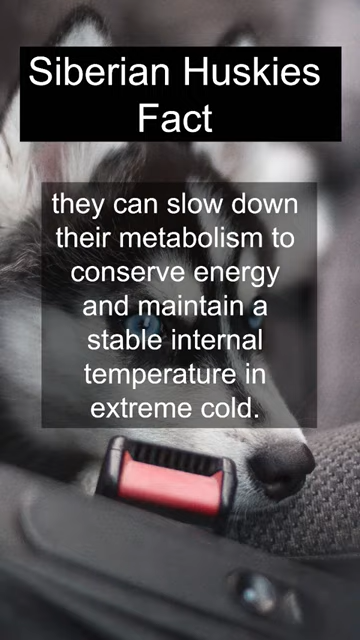 Siberian Huskies
Fact
they can slow down
their metabolism to
conserve energy
and maintain a
stable internal
temperature in
extreme cold.